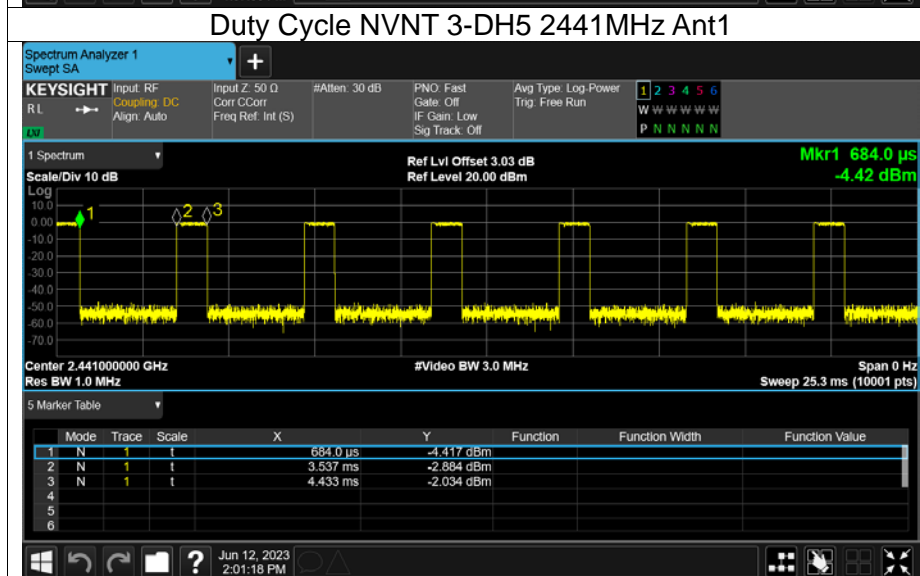 Duty Cycle NVNT 3-DH5 2441MHz Ant1
Spectrum Analyzer 1
Swept SA
+
KEYSIGHT Input: RF Input Z: 50 Ω #Atten: 30 dB PNO: Fast Avg Type: Log-Power 1 2 3 4 5 6
R L Coupling: DC Corr CCorr Gate: Off Trig: Free Run W W W W W W
Align: Auto Freq Ref: Int (S) IF Gain: Low
LXI Sig Track: Off P N N N N N
1 Spectrum Ref Lvl Offset 3.03 dB Mkr1 684.0 µs
Scale/Div 10 dB Ref Level 20.00 dBm -4.42 dBm
Log
10.0
0.00 1 2 3
-10.0
-20.0
-30.0
-40.0
-50.0
-60.0
-70.0
Center 2.441000000 GHz #Video BW 3.0 MHz Span 0 Hz
Res BW 1.0 MHz Sweep 25.3 ms (10001 pts)
5 Marker Table
Mode Trace Scale X Y Function Function Width Function Value
1 N 1 t 684.0 µs -4.417 dBm
2 N 1 t 3.537 ms -2.884 dBm
3 N 1 t 4.433 ms -2.034 dBm
4
5
6
? Jun 12, 2023
2:01:18 PM